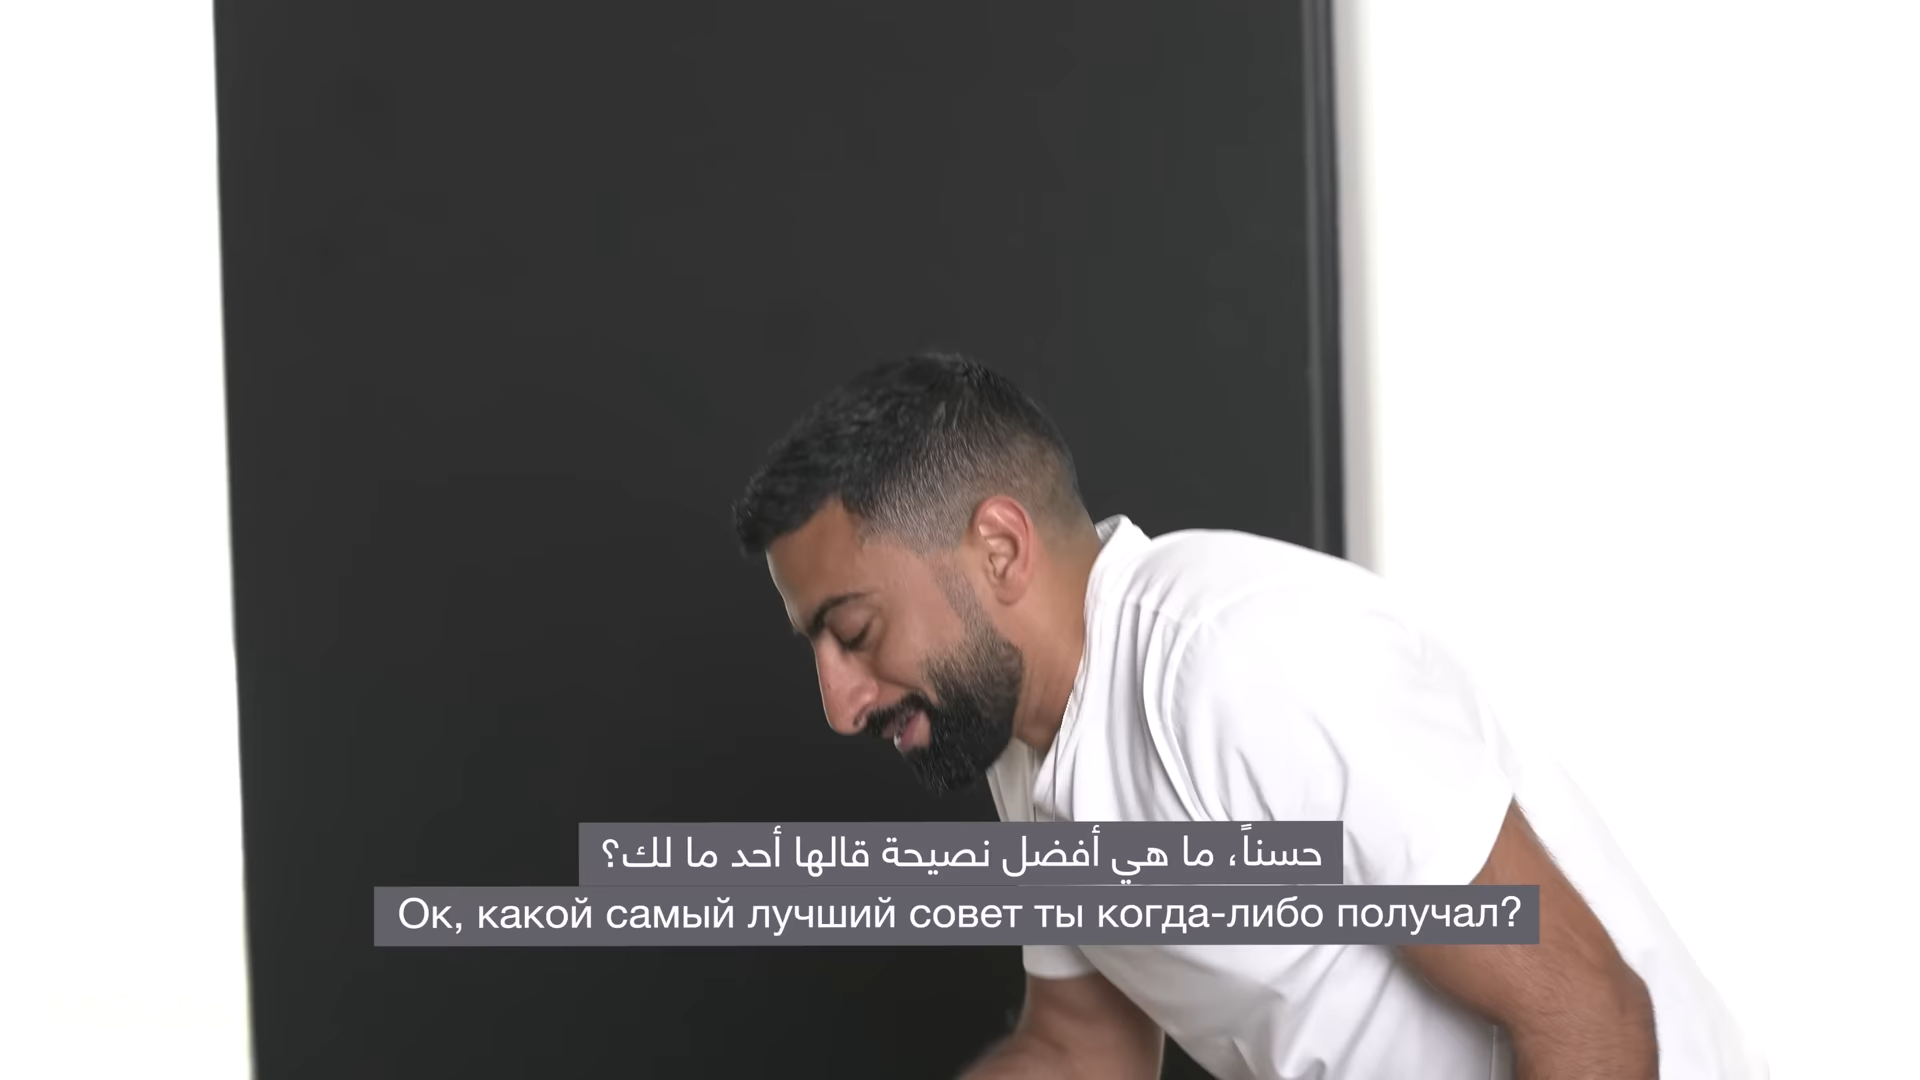 حسناً، ما هي أفضل نصيحة قالها أحد ما لك؟
Ок, какой самый лучший совет ты когда-либо получал?